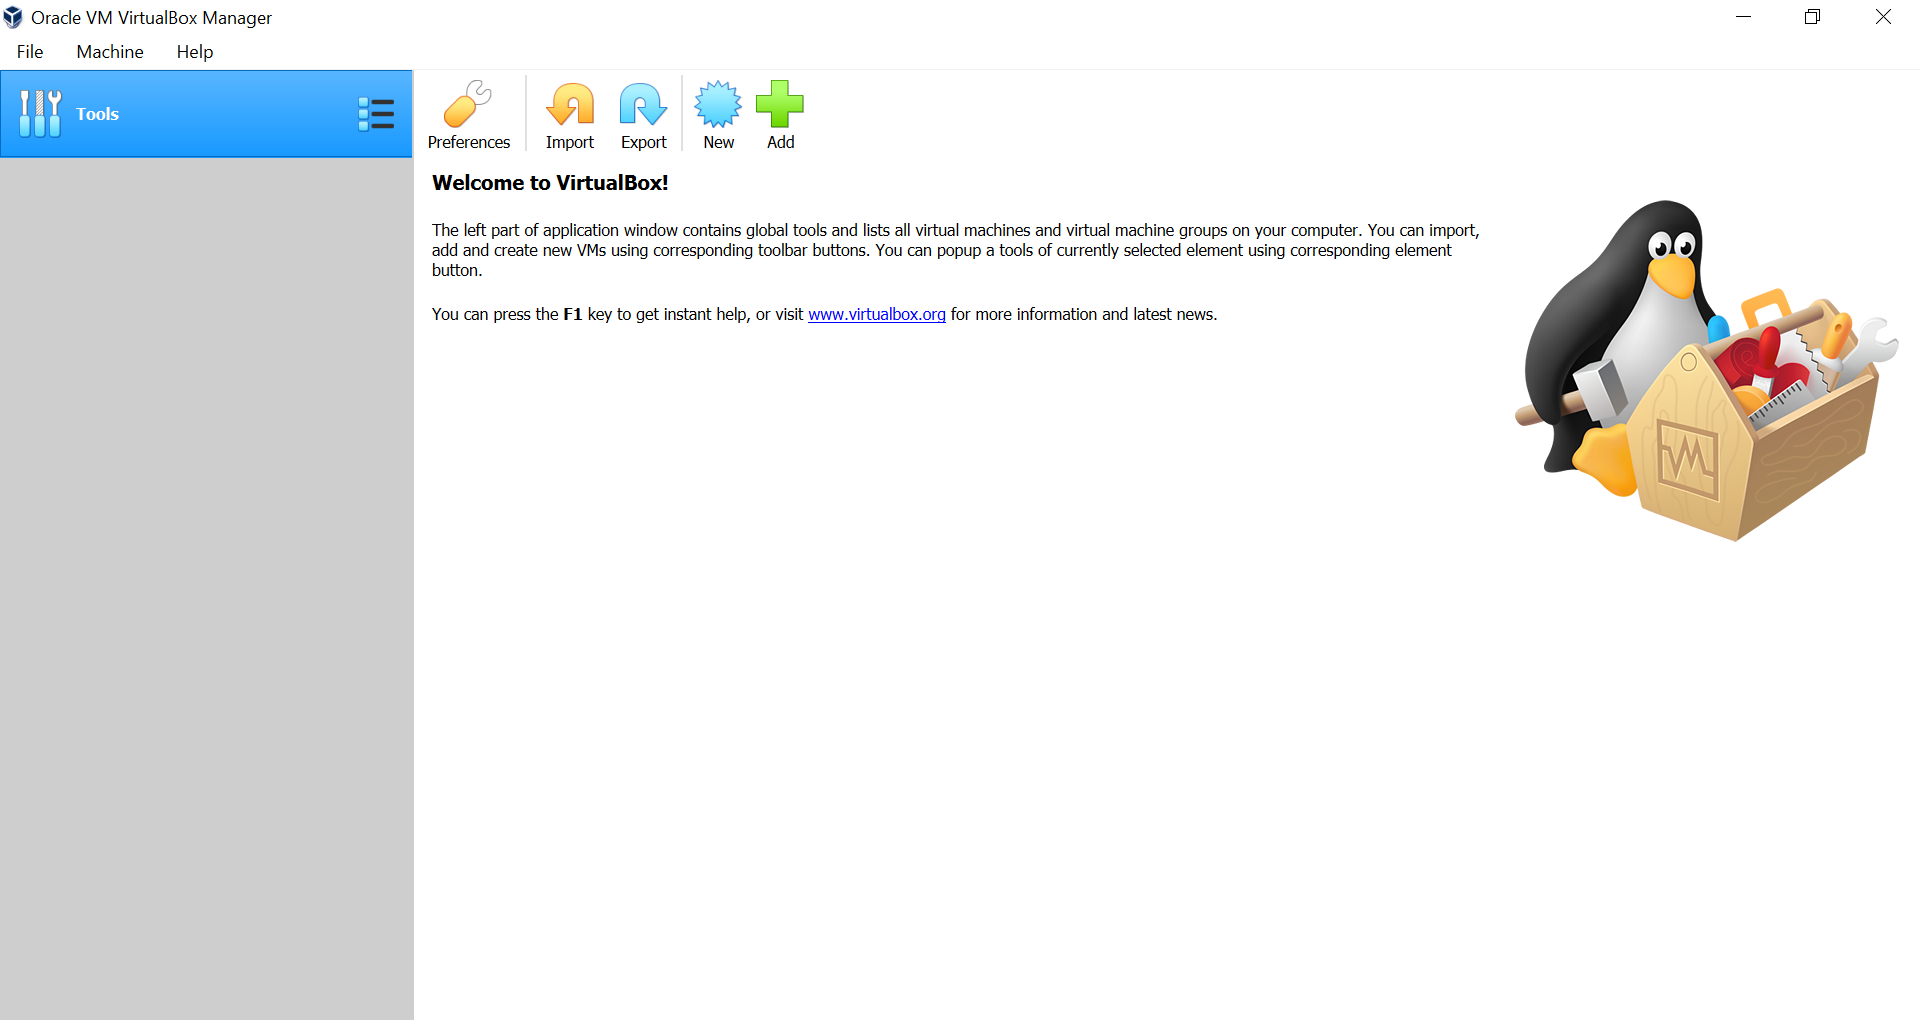 Oracle VM VirtualBox Manager
File Machine Help
Tools
Preferences Import Export New Add
Welcome to VirtualBox!
The left part of application window contains global tools and lists all virtual machines and virtual machine groups on your computer. You can import,
add and create new VMs using corresponding toolbar buttons. You can popup a tools of currently selected element using corresponding element
button.
You can press the F1 key to get instant help, or visit www.virtualbox.org for more information and latest news.
VM